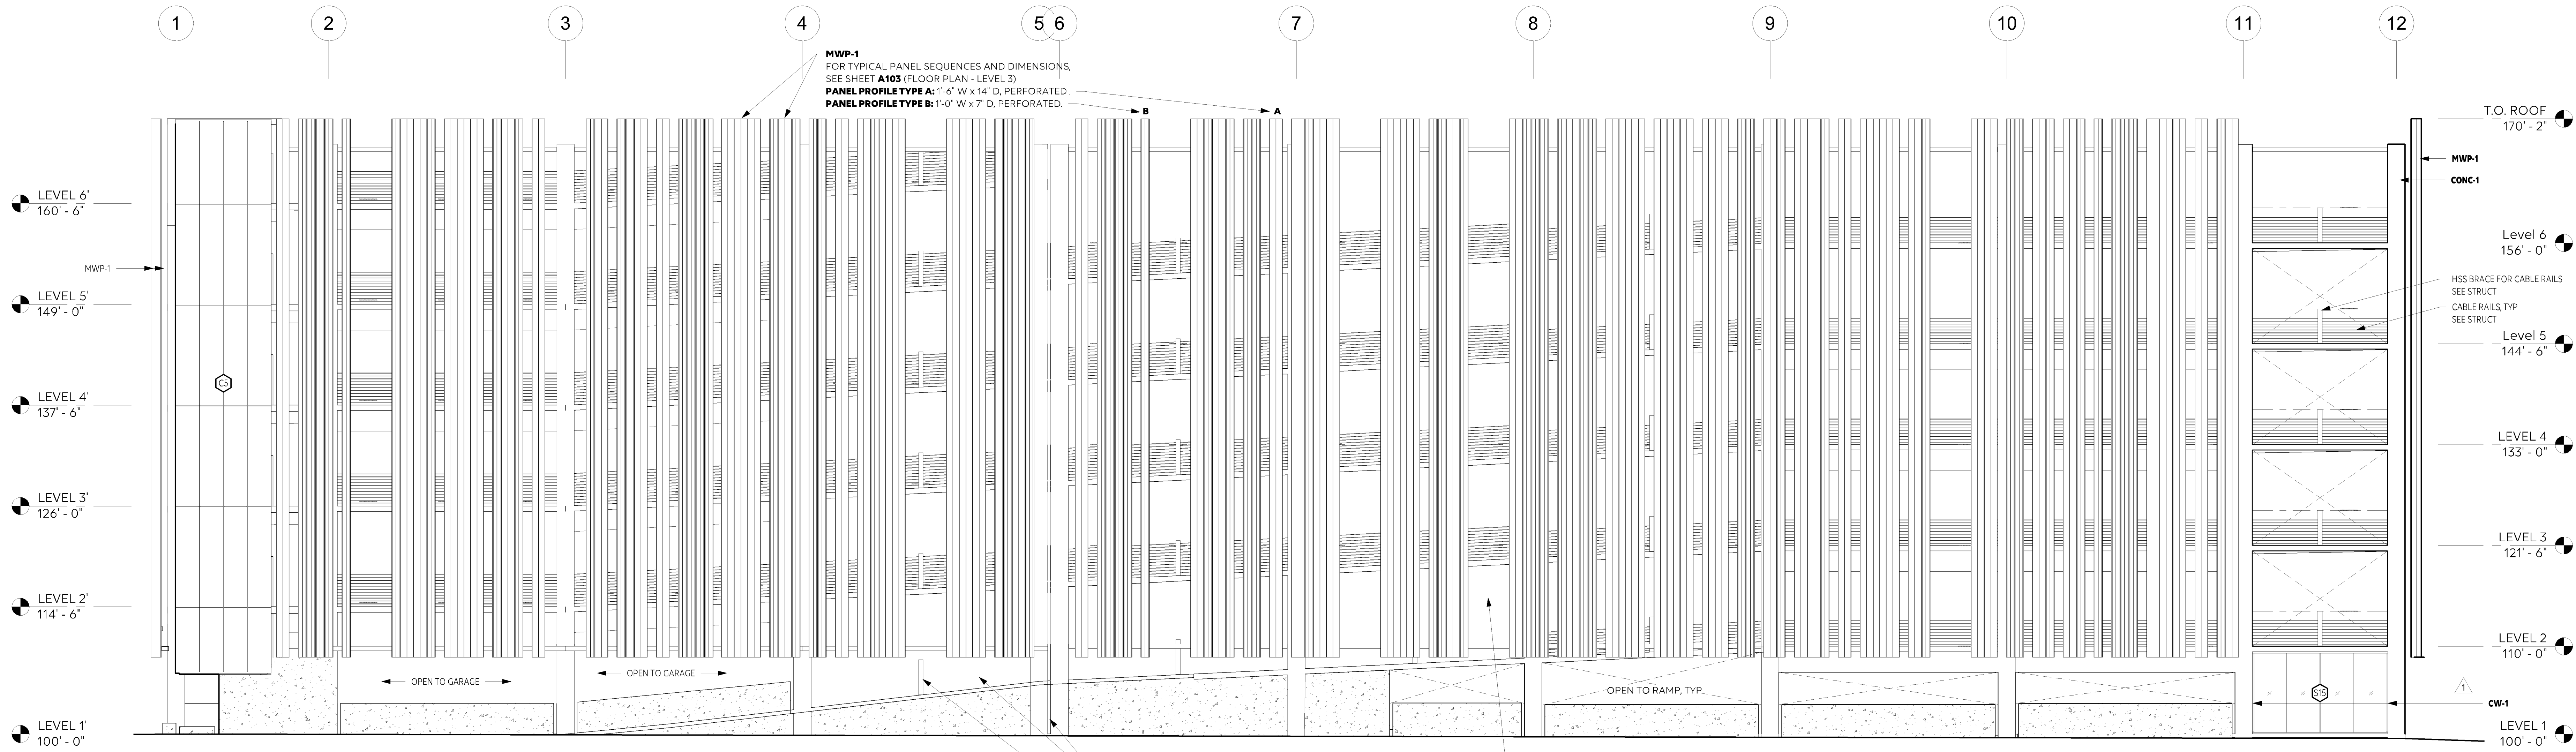 1
2
3
4
5
6
7
8
9
10
11
12
MWP-1
FOR TYPICAL PANEL SEQUENCES AND DIMENSIONS,
SEE SHEET A103 (FLOOR PLAN - LEVEL 3)
PANEL PROFILE TYPE A: 1'-6" W x 14" D, PERFORATED.
PANEL PROFILE TYPE B: 1'-0" W x 7" D, PERFORATED.
B
A
T.O. ROOF
170' - 2"
MWP-1
CONC-1
LEVEL 6'
160' - 6"
Level 6
156' - 0"
MWP-1
HSS BRACE FOR CABLE RAILS
SEE STRUCT
CABLE RAILS, TYP
SEE STRUCT
LEVEL 5'
149' - 0"
Level 5
144' - 6"
C5
LEVEL 4'
137' - 6"
LEVEL 4
133' - 0"
LEVEL 3'
126' - 0"
LEVEL 3
121' - 6"
LEVEL 2'
114' - 6"
LEVEL 2
110' - 0"
OPEN TO GARAGE
OPEN TO GARAGE
OPEN TO RAMP, TYP
S15
1
CW-1
LEVEL 1'
100' - 0"
LEVEL 1
100' - 0"